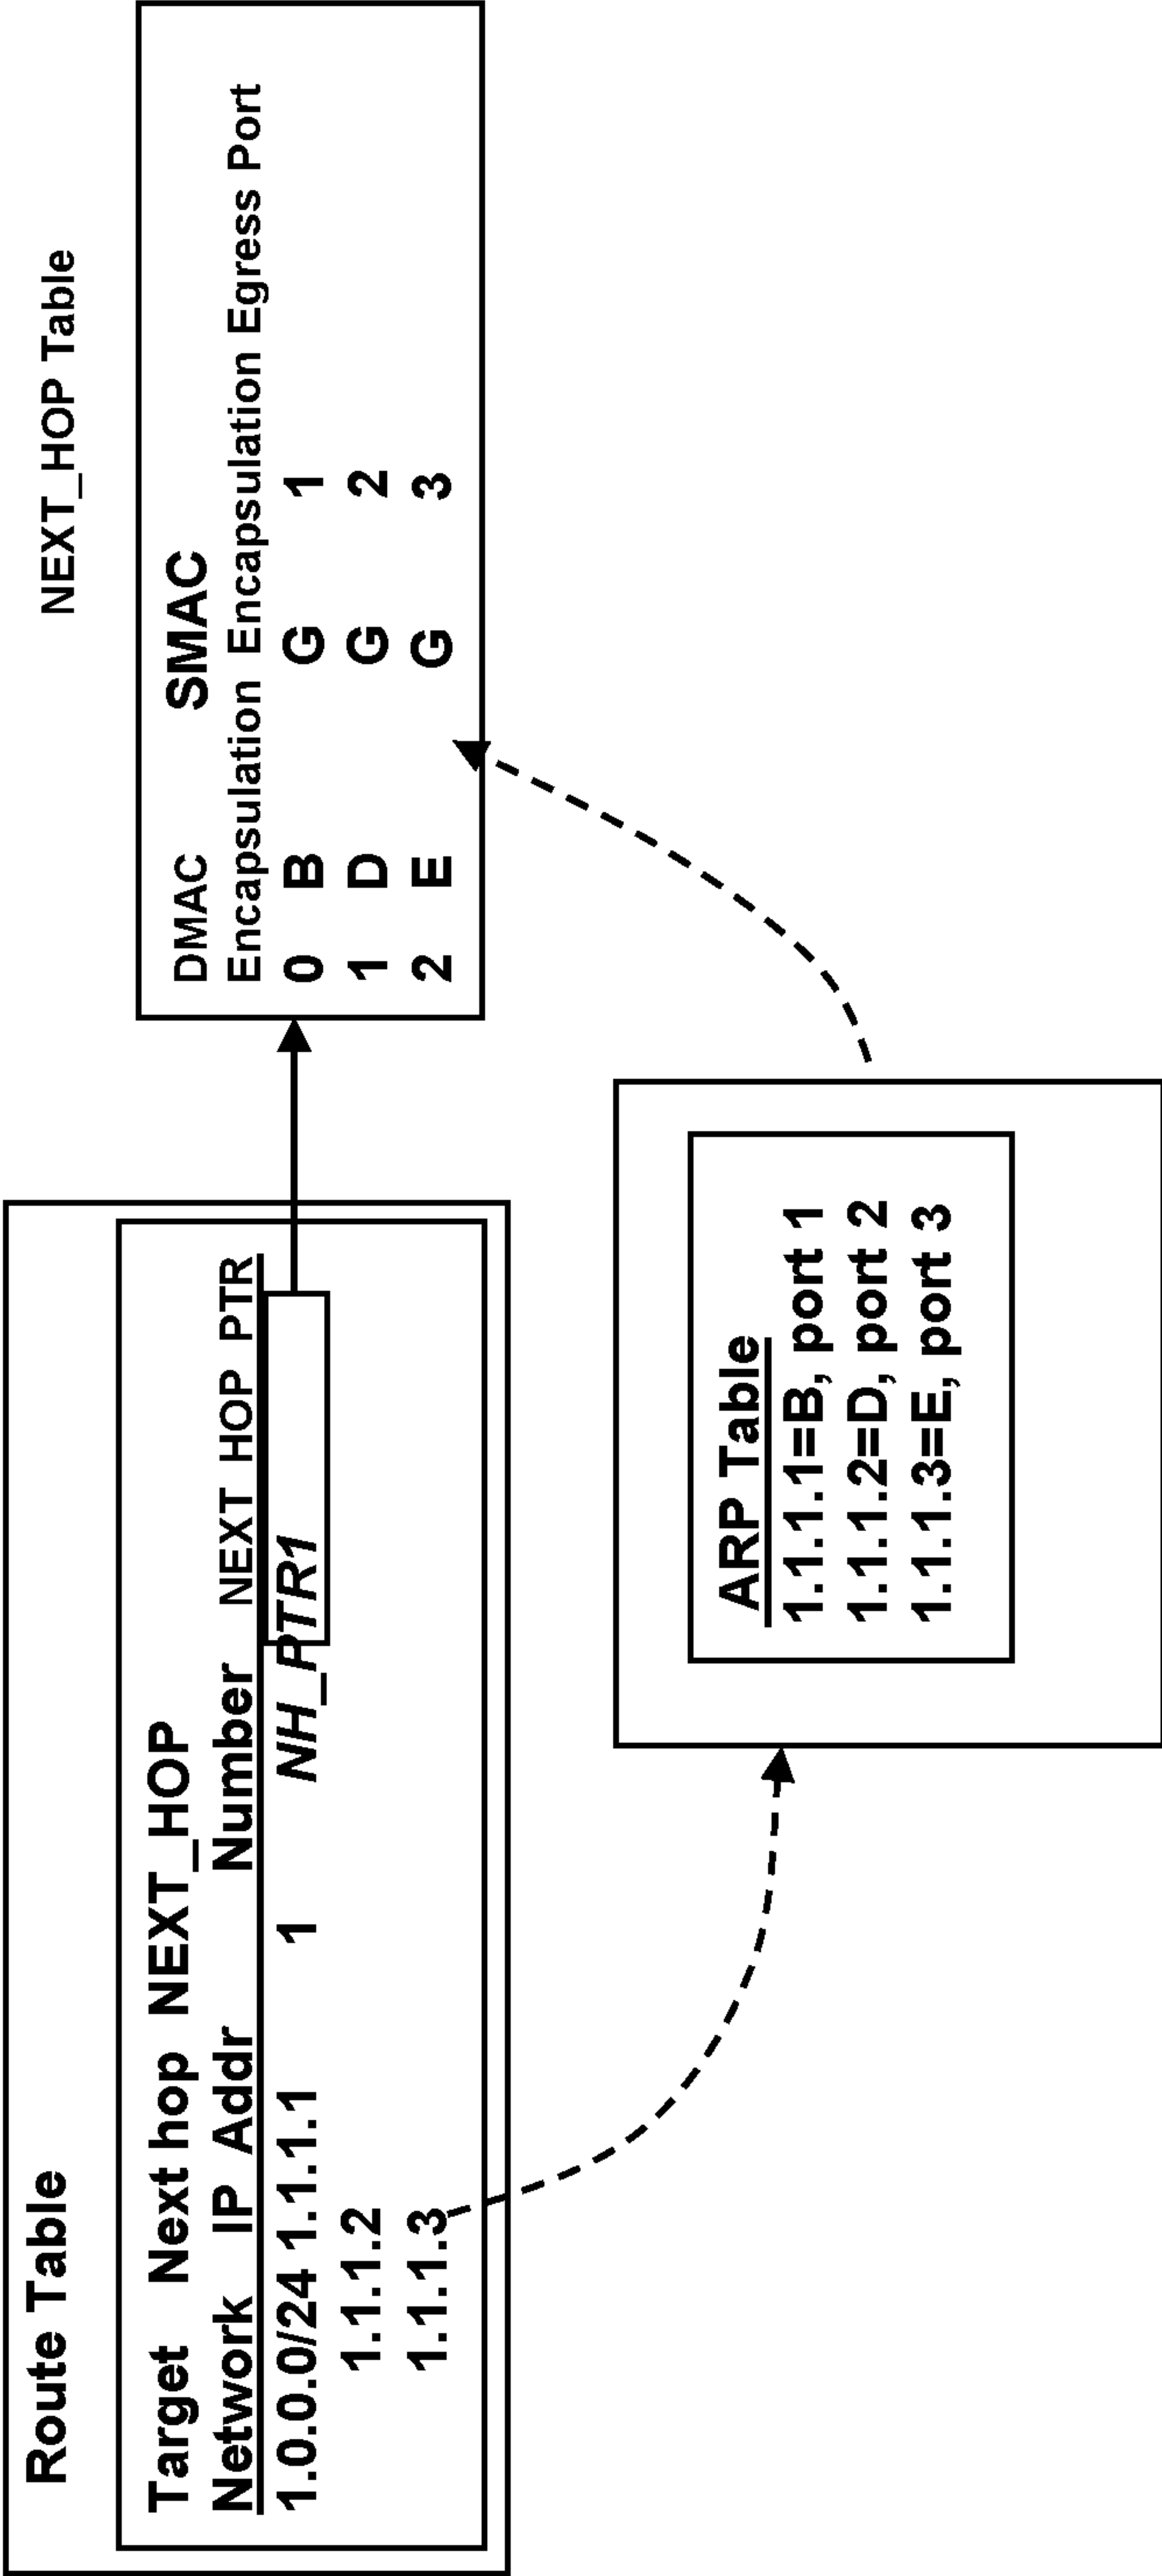 Route Table
Target Next hop NEXT_HOP
Network IP Addr Number NEXT HOP PTR
1.0.0.0/24 1.1.1.1 1 NH_PTR1
1.1.1.2
1.1.1.3
NEXT_HOP Table
DMAC SMAC
Encapsulation Encapsulation Egress Port
0 B G 1
1 D G 2
2 E G 3
ARP Table
1.1.1.1=B, port 1
1.1.1.2=D, port 2
1.1.1.3=E, port 3